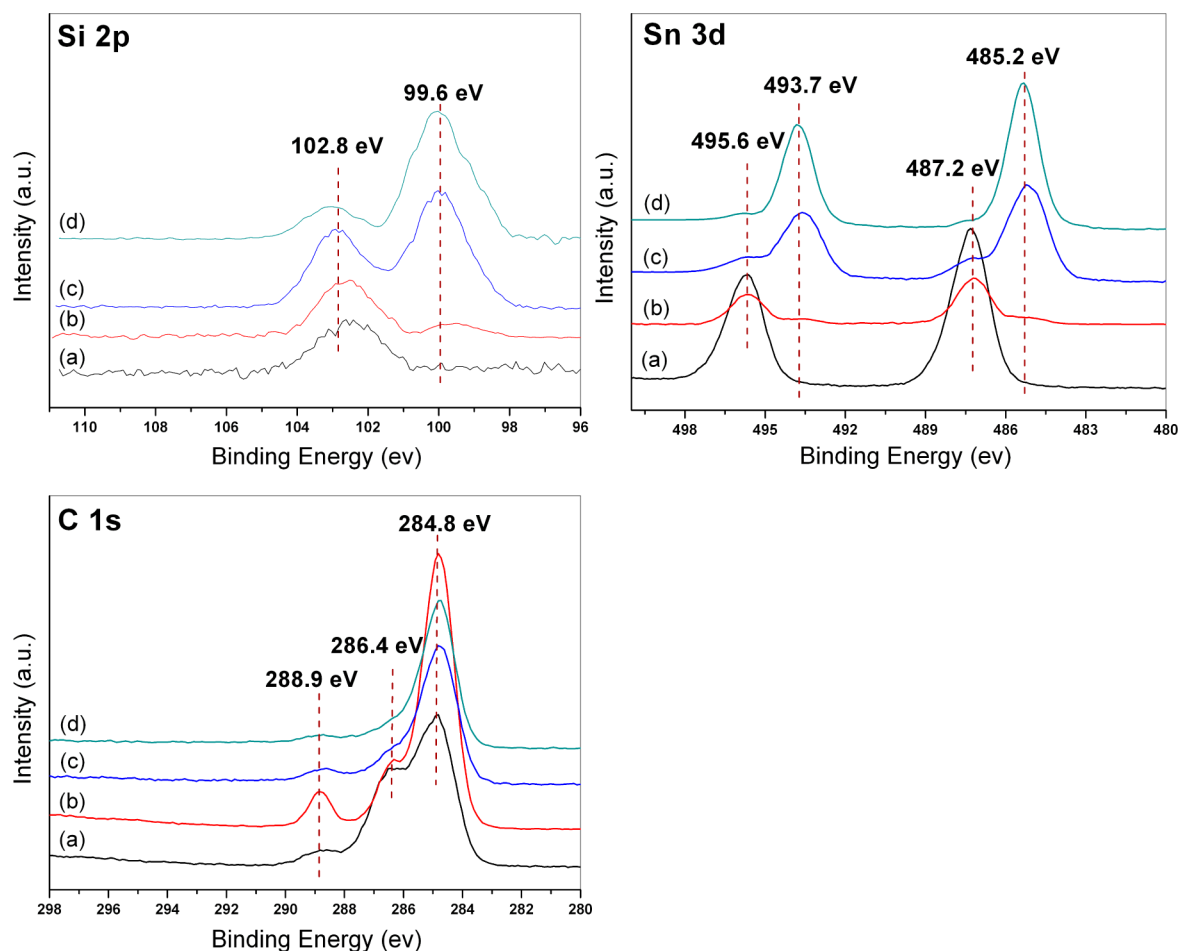 Si 2p
99.6 eV
102.8 eV
(d)
(c)
(b)
(a)
Intensity (a.u.)
110 108 106 104 102 100 98 96
Binding Energy (ev)
Sn 3d
485.2 eV
493.7 eV
495.6 eV
487.2 eV
(d)
(c)
(b)
(a)
Intensity (a.u.)
498 495 492 489 486 483 480
Binding Energy (ev)
C 1s
284.8 eV
286.4 eV
288.9 eV
(d)
(c)
(b)
(a)
Intensity (a.u.)
298 296 294 292 290 288 286 284 282 280
Binding Energy (ev)